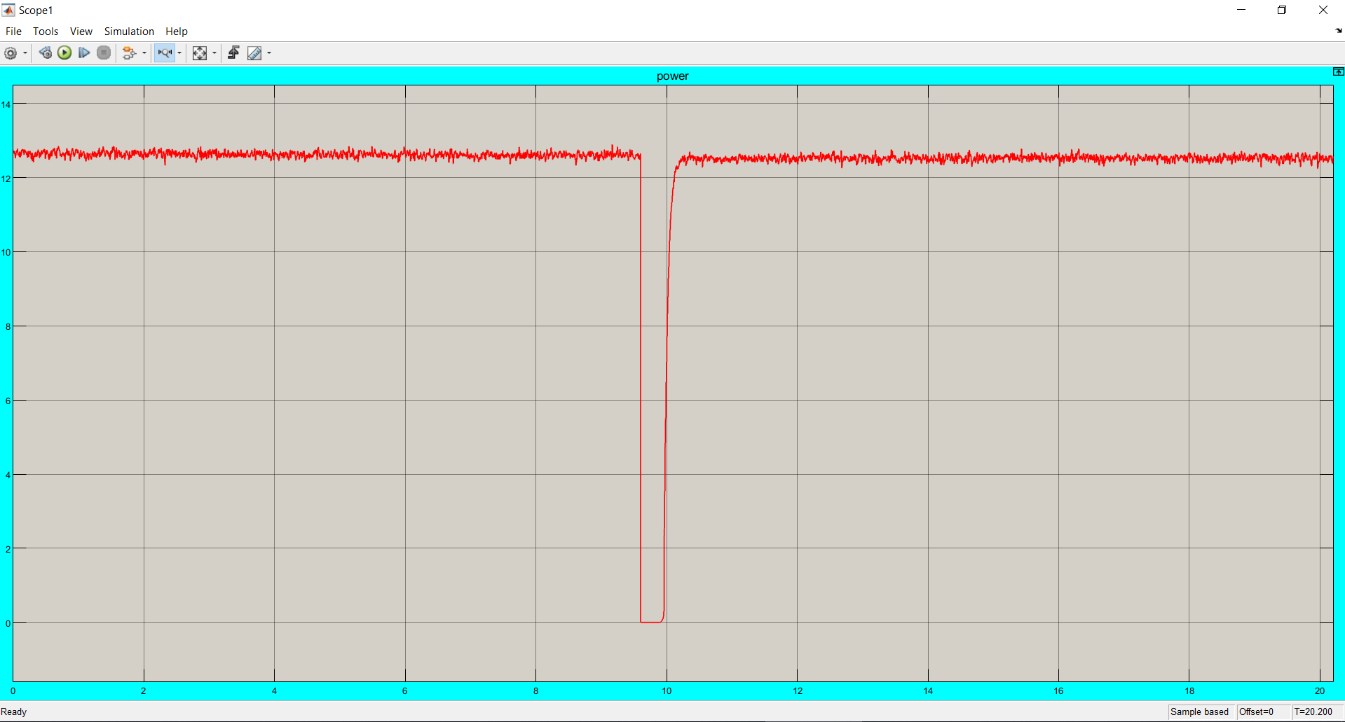 Scope1
File Tools View Simulation Help
power
14
12
10
8
6
4
2
0
0 2 4 6 8 10 12 14 16 18 20
Ready Sample based Offset=0 T=20.200